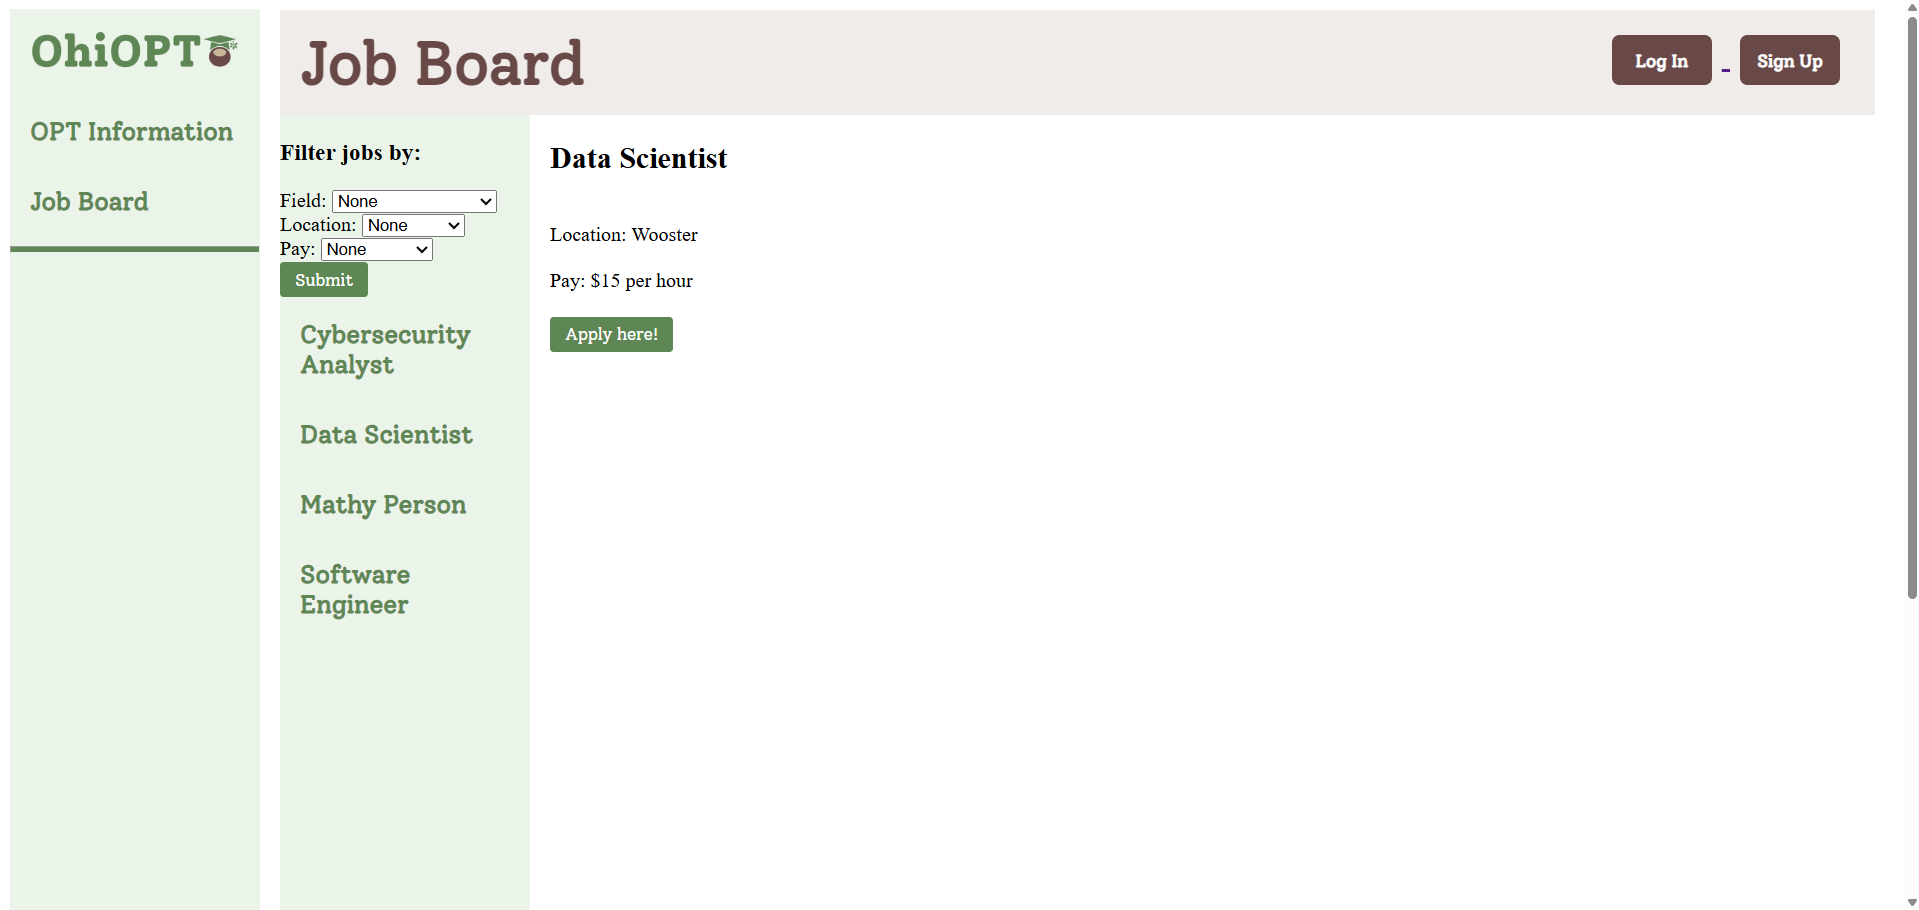 OhiOPT
OPT Information
Job Board
Job Board
Log In
-
Sign Up
Filter jobs by:
Field: None
Location: None
Pay: None
Submit
Cybersecurity
Analyst
Data Scientist
Mathy Person
Software
Engineer
Data Scientist
Location: Wooster
Pay: $15 per hour
Apply here!